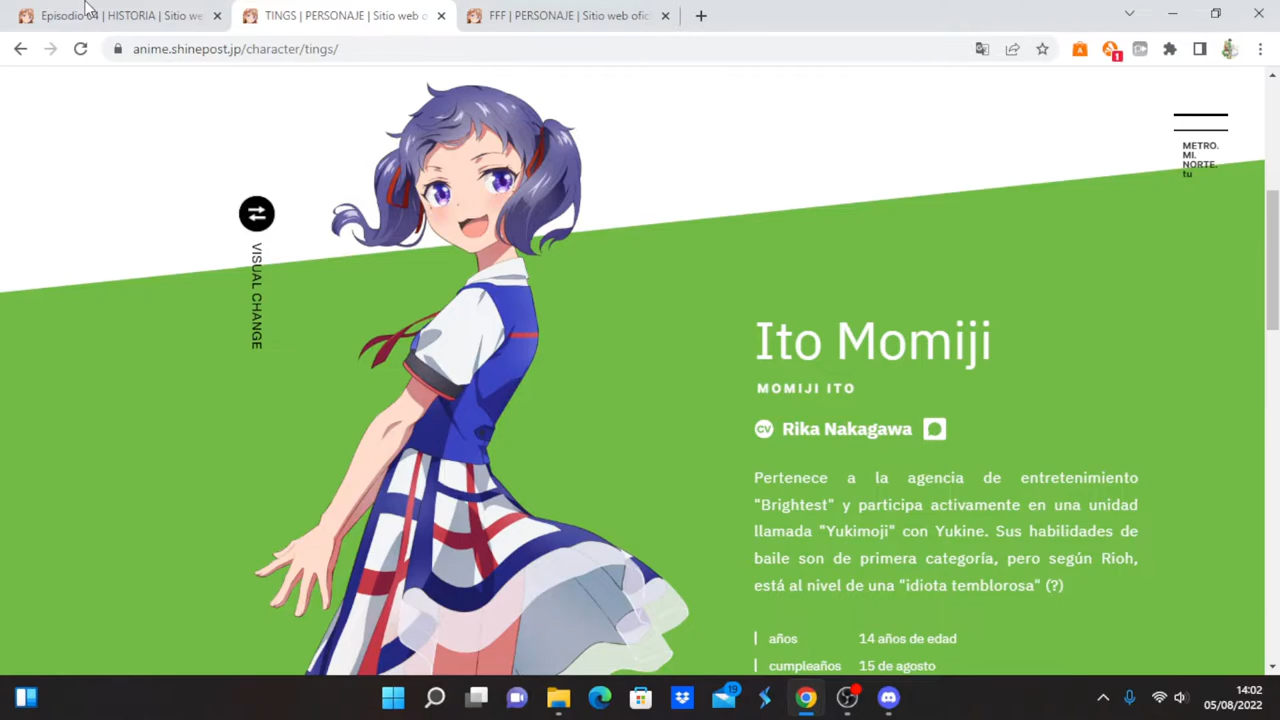 Episodio 04 | HISTORIA | Sitio we
TINGS | PERSONAJE | Sitio web o
FFF | PERSONAJE | Sitio web ofic
anime.shinepost.jp/character/tings/
1
METRO.
MI.
NORTE.
tu
VISUAL CHANGE
Ito Momiji
MOMIJI ITO
CV Rika Nakagawa
Pertenece a la agencia de entretenimiento
"Brightest" y participa activamente en una unidad
llamada "Yukimoji" con Yukine. Sus habilidades de
baile son de primera categoría, pero según Rioh,
está al nivel de una "idiota temblorosa" (?)
años 14 años de edad
cumpleaños 15 de agosto
19
14:02
05/08/2022